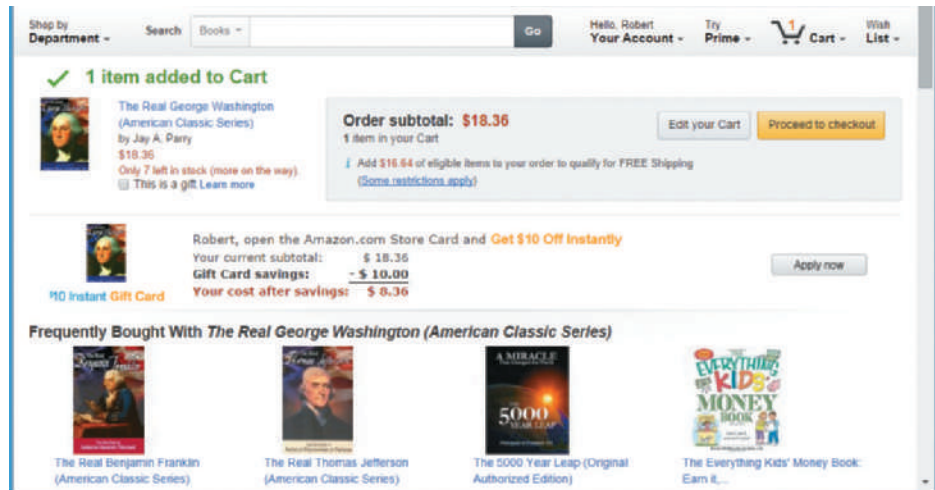 Shop by
Department
Search
Books
Go
Hello, Robert
Your Account
Try
Prime
1
Cart
Wish
List
1 item added to Cart
The Real George Washington
(American Classic Series)
by Jay A. Parry
$18.36
Only 7 left in stock (more on the way).
This is a gift Learn more
Order subtotal: $18.36
1 item in your Cart
Edit your Cart
Proceed to checkout
i Add $16.64 of eligible items to your order to qualify for FREE Shipping
(Some restrictions apply)
Robert, open the Amazon.com Store Card and Get $10 Off Instantly
Your current subtotal: $ 18.36
Gift Card savings: - $ 10.00
Your cost after savings: $ 8.36
$10 Instant Gift Card
Apply now
Frequently Bought With The Real George Washington (American Classic Series)
The Real
Benjamin Franklin
Thomas Jefferson
A MIRACLE
5000
YEAR LEAP
EVERYTHING
KIDS'
MONEY
BOOK
The Real Benjamin Franklin
(American Classic Series)
The Real Thomas Jefferson
(American Classic Series)
The 5000 Year Leap (Original
Authorized Edition)
The Everything Kids' Money Book:
Earn it,...